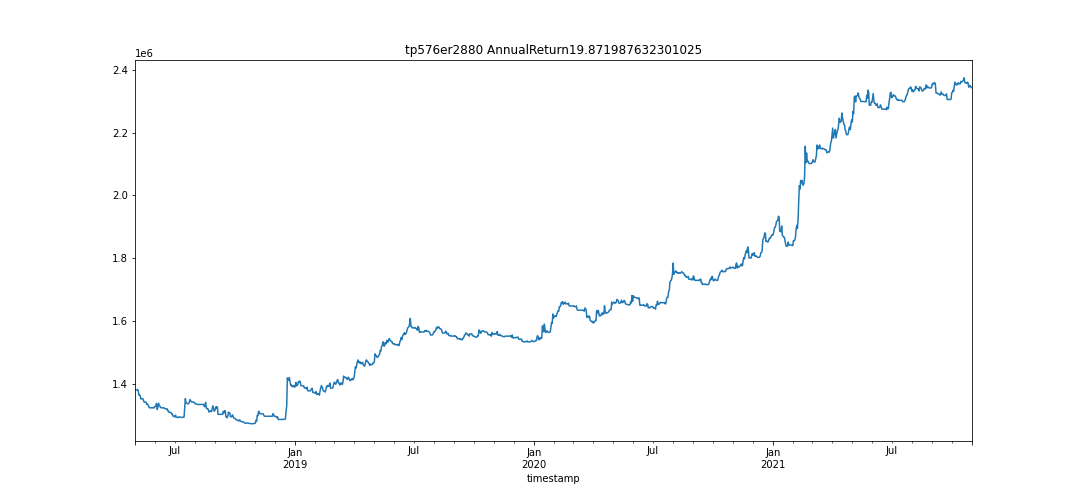 tp576er2880 AnnualReturn19.871987632301025
1e6
2.4
2.2
2.0
1.8
1.6
1.4
Jul Jan Jul Jan Jul Jan Jul
2019 2020 2021
timestamp